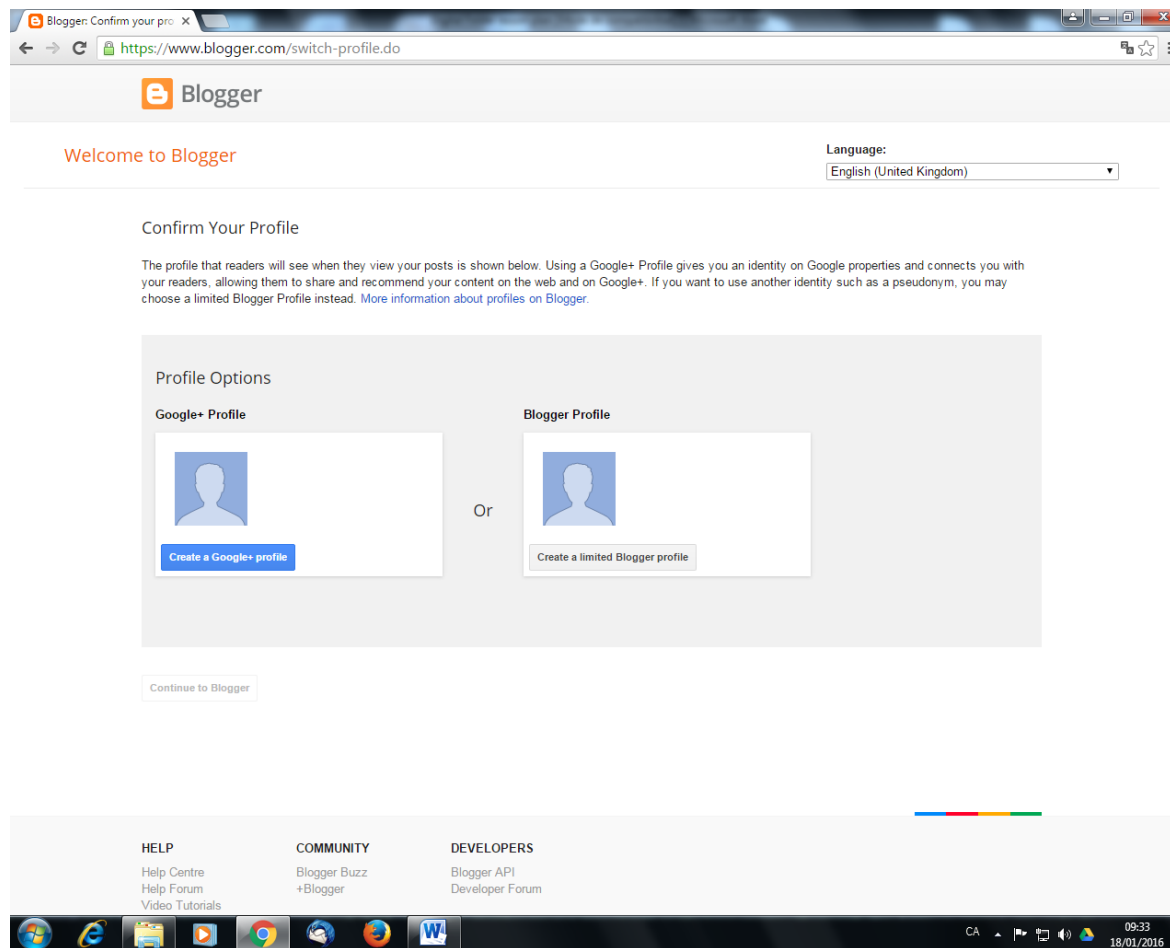 Blogger: Confirm your pro
https://www.blogger.com/switch-profile.do
Blogger
Welcome to Blogger
Language:
English (United Kingdom)
Confirm Your Profile
The profile that readers will see when they view your posts is shown below. Using a Google+ Profile gives you an identity on Google properties and connects you with
your readers, allowing them to share and recommend your content on the web and on Google+. If you want to use another identity such as a pseudonym, you may
choose a limited Blogger Profile instead. More information about profiles on Blogger.
Profile Options
Google+ Profile
Blogger Profile
Or
Create a Google+ profile
Create a limited Blogger profile
Continue to Blogger
HELP
COMMUNITY
DEVELOPERS
Help Centre
Blogger Buzz
Blogger API
Help Forum
+Blogger
Developer Forum
Video Tutorials
CA
09:33
18/01/2016